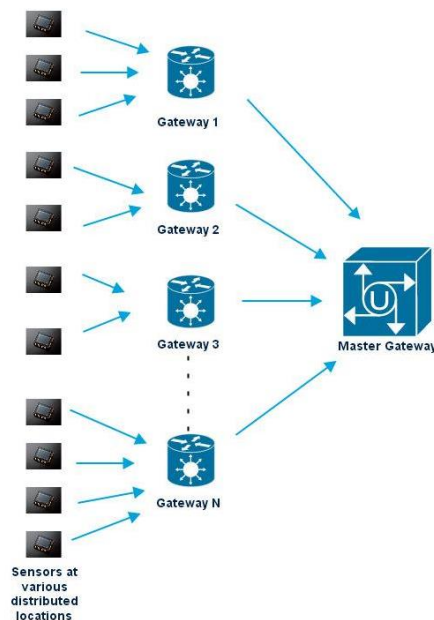 Gateway 1
Gateway 2
Gateway 3
U
Master Gateway
Gateway N
Sensors at
various
distributed
locations